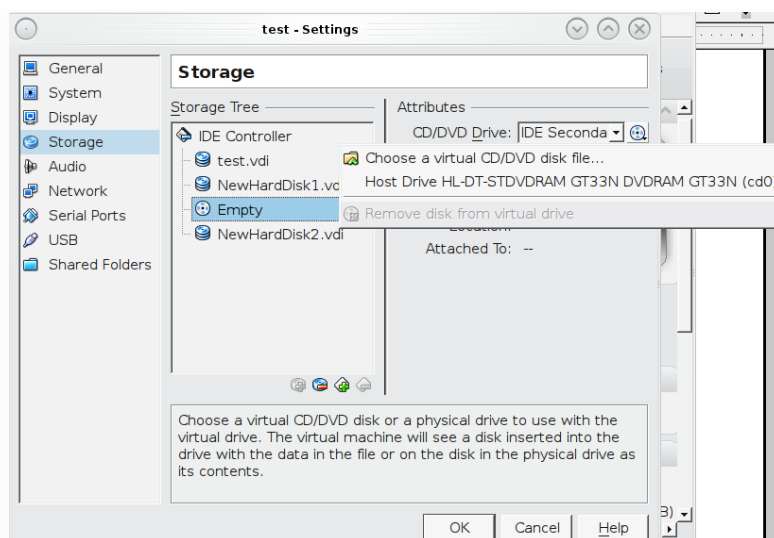 test - Settings
General
System
Display
Storage
Audio
Network
Serial Ports
USB
Shared Folders
Storage
Storage Tree
IDE Controller
test.vdi
NewHardDisk1.vd
Empty
NewHardDisk2.vdi
Attributes
CD/DVD Drive: IDE Seconda
Choose a virtual CD/DVD disk file...
Host Drive HL-DT-STDVDRAM GT33N DVDRAM GT33N (cd0)
Remove disk from virtual drive
Attached To: --
Choose a virtual CD/DVD disk or a physical drive to use with the
virtual drive. The virtual machine will see a disk inserted into the
drive with the data in the file or on the disk in the physical drive as
its contents.
OK
Cancel
Help
B)